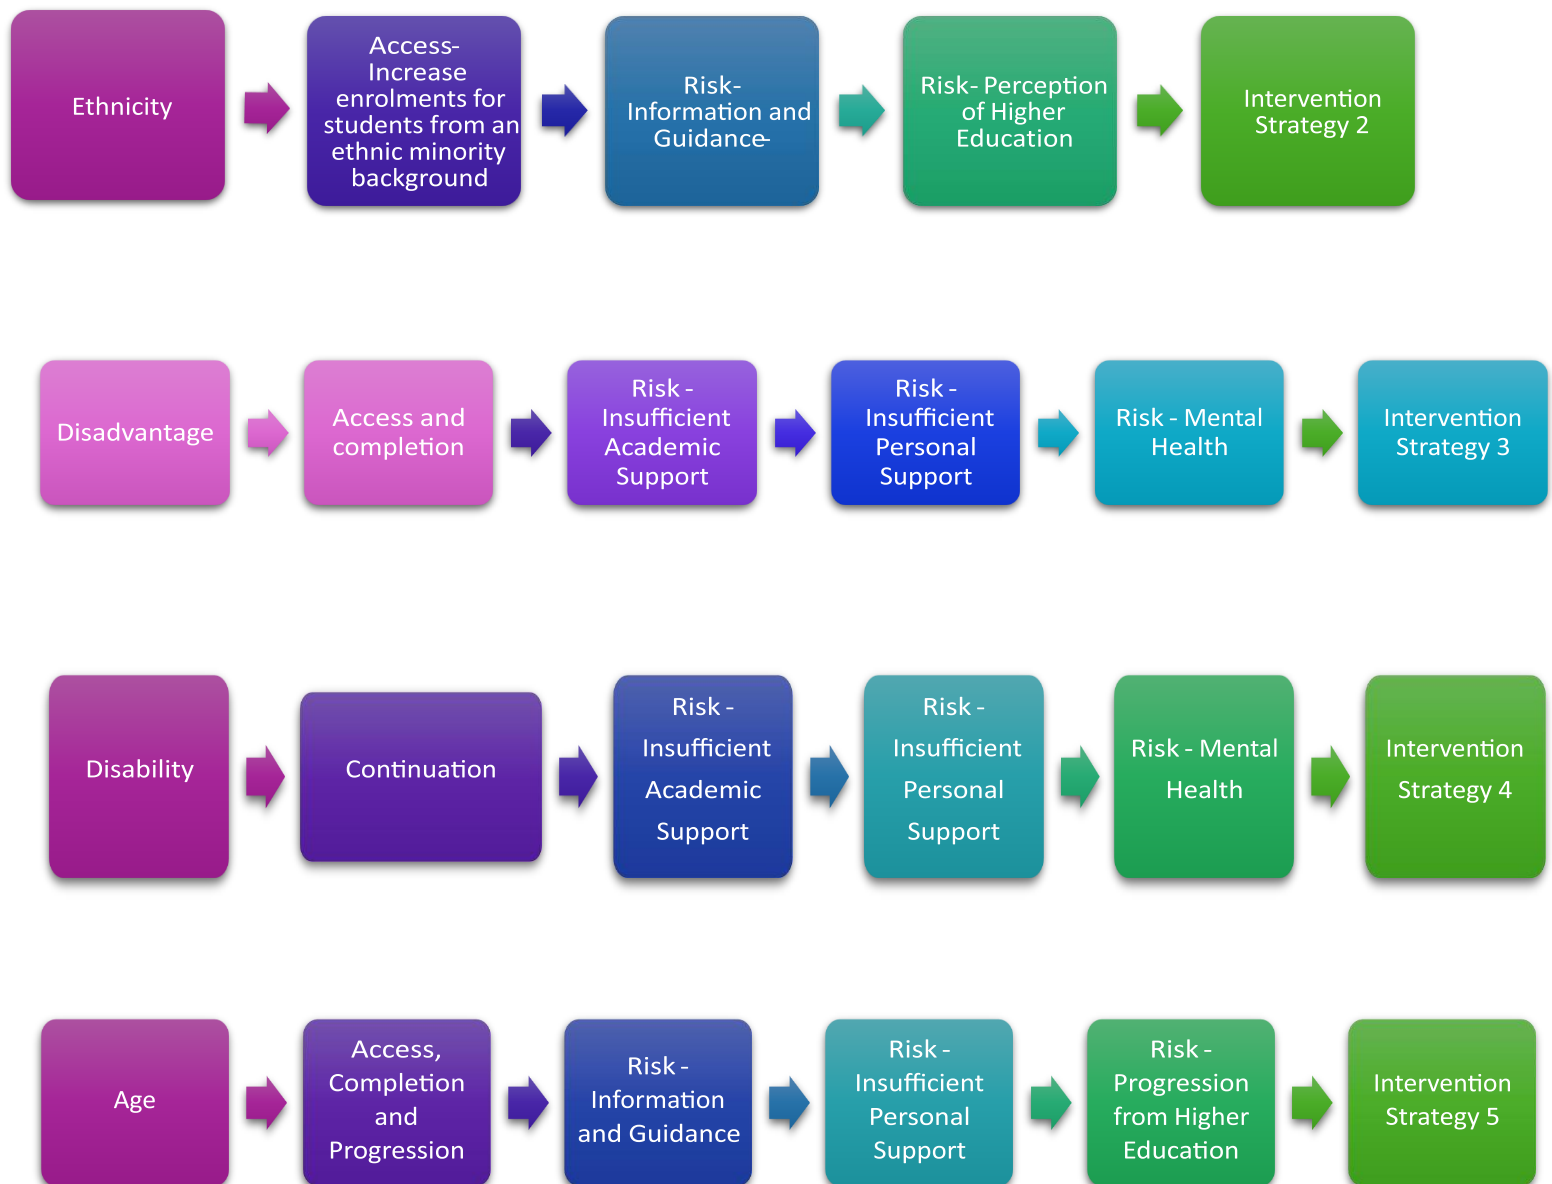 Ethnicity
Access-
Increase
enrolments for
students from an
ethnic minority
background
Risk-
Information and
Guidance-
Risk- Perception
of Higher
Education
Intervention
Strategy 2
Disadvantage
Access and
completion
Risk -
Insufficient
Academic
Support
Risk -
Insufficient
Personal
Support
Risk - Mental
Health
Intervention
Strategy 3
Disability
Continuation
Risk -
Insufficient
Academic
Support
Risk -
Insufficient
Personal
Support
Risk - Mental
Health
Intervention
Strategy 4
Age
Access,
Completion
and
Progression
Risk -
Information
and Guidance
Risk -
Insufficient
Personal
Support
Risk -
Progression
from Higher
Education
Intervention
Strategy 5